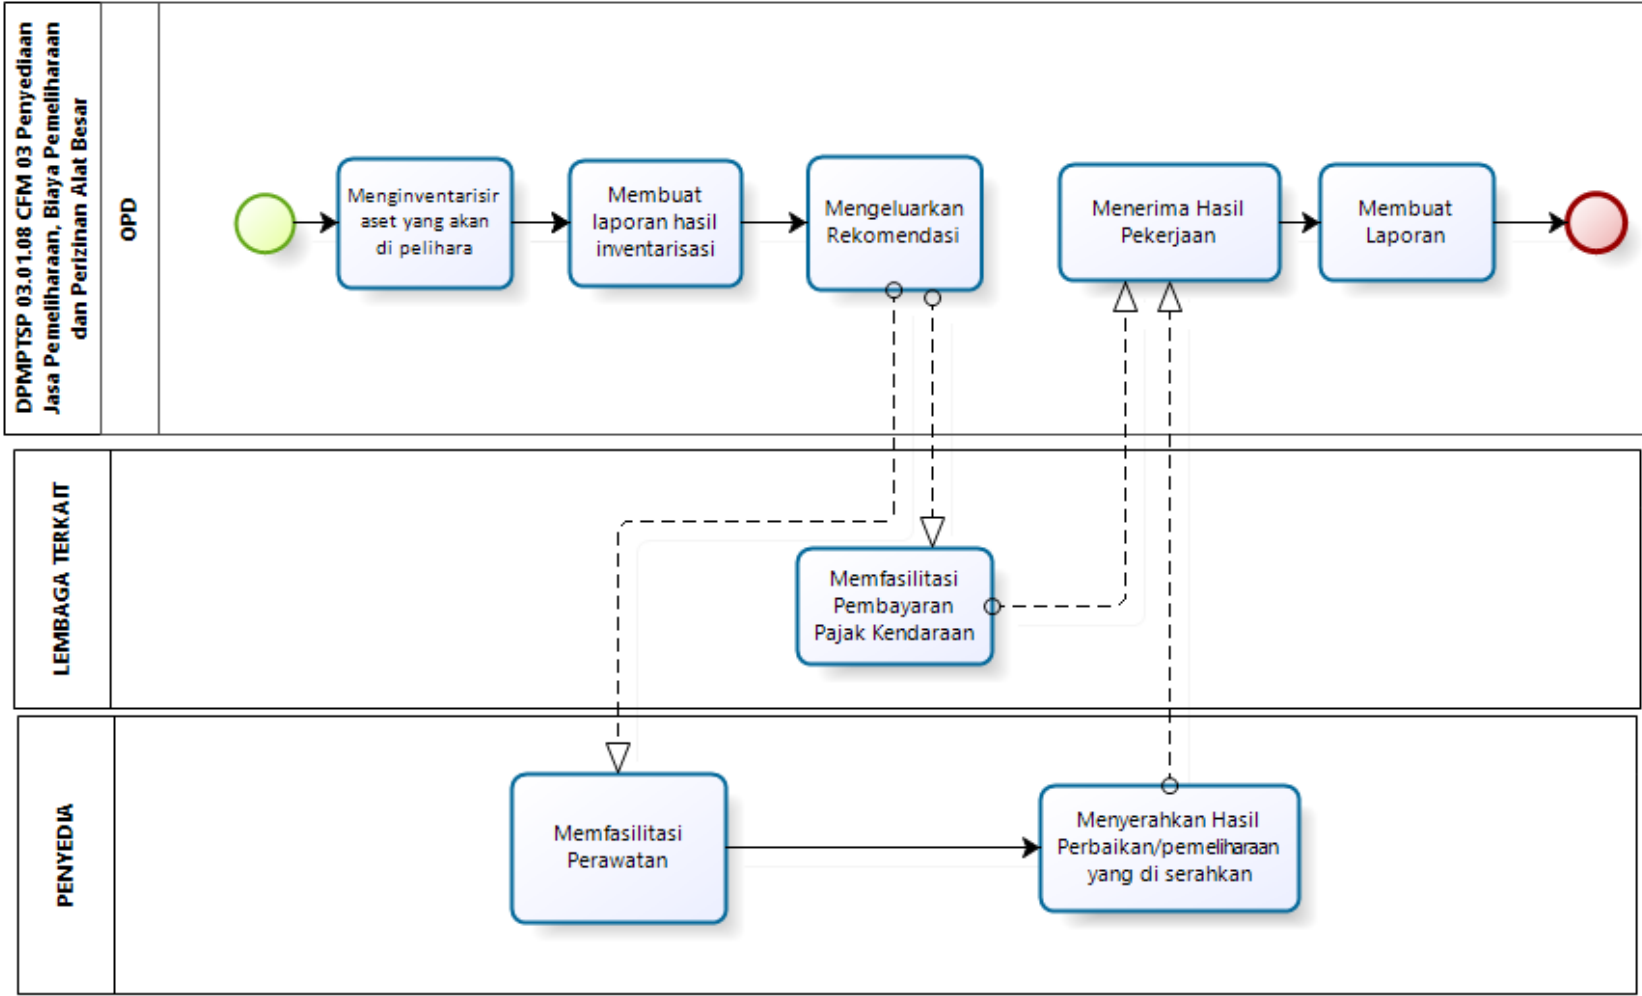 DPMPTSP 03.01.08 CFM 03 Penyediaan
Jasa Pemeliharaan, Biaya Pemeliharaan
dan Perizinan Alat Besar
OPD
Menginventarisir
aset yang akan
di pelihara
Membuat
laporan hasil
inventarisasi
Mengeluarkan
Rekomendasi
Menerima Hasil
Pekerjaan
Membuat
Laporan
LEMBAGA TERKAIT
Memfasilitasi
Pembayaran
Pajak Kendaraan
PENYEDIA
Memfasilitasi
Perawatan
Menyerahkan Hasil
Perbaikan/pemeliharaan
yang di serahkan